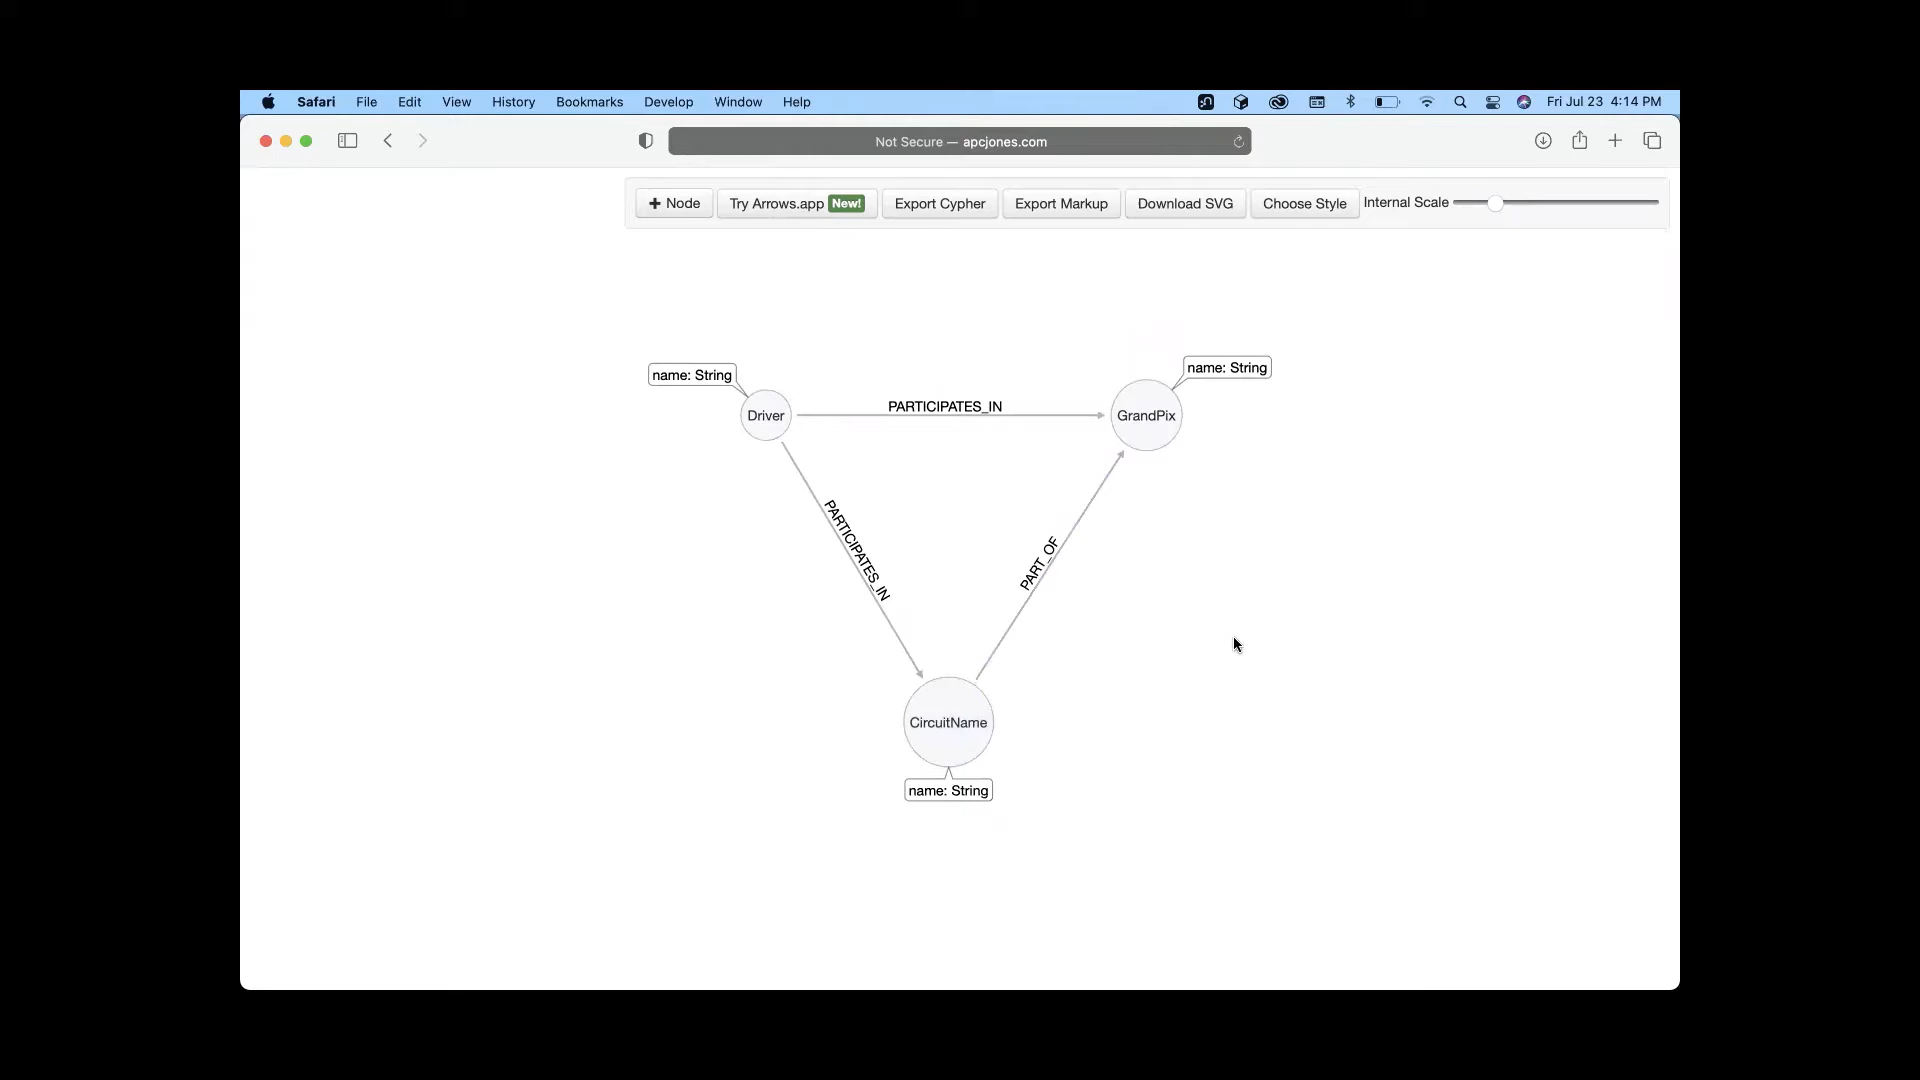 Safari File Edit View History Bookmarks Develop Window Help Fri Jul 23 4:14 PM
Not Secure — apcjones.com
+ Node Try Arrows.app New! Export Cypher Export Markup Download SVG Choose Style Internal Scale
name: String
name: String
Driver
PARTICIPATES_IN
GrandPix
PARTICIPATES_IN
PART_OF
CircuitName
name: String